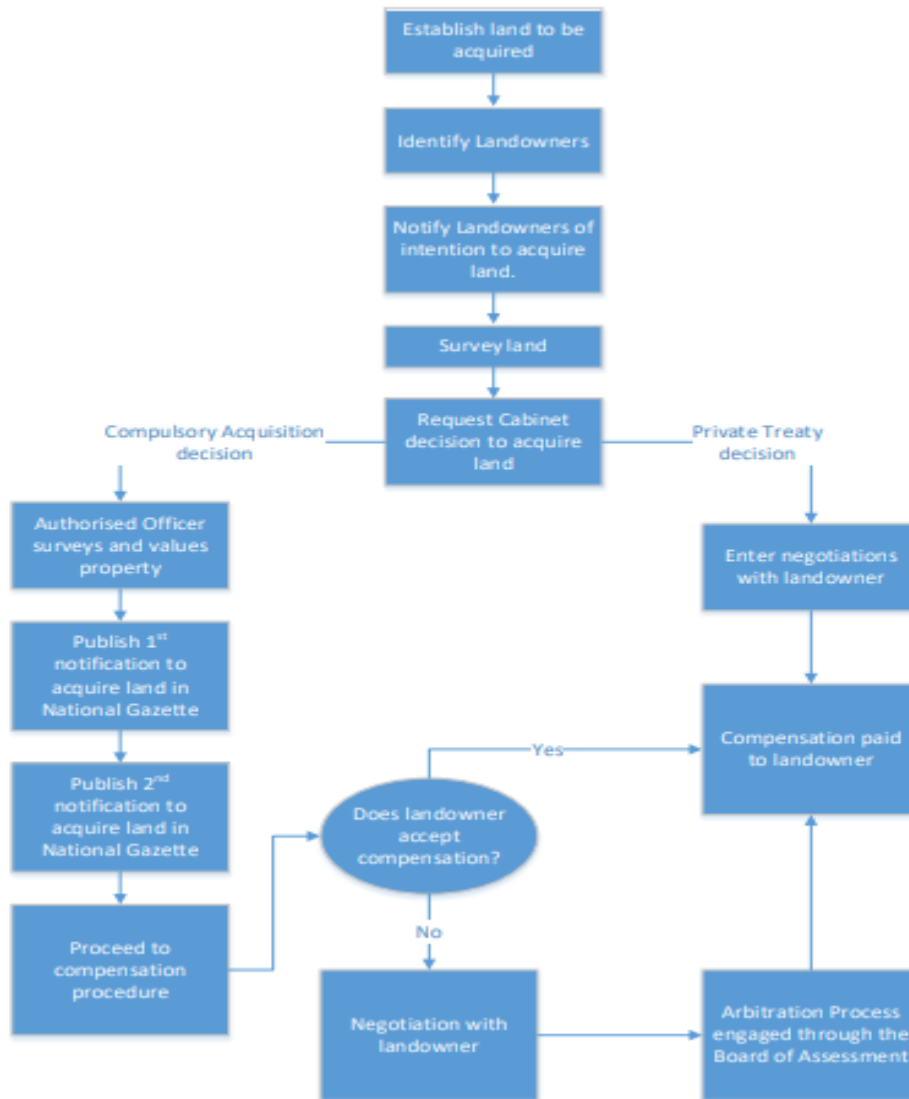 Establish land to be
acquired
Identify Landowners
Notify Landowners of
intention to acquire
land.
Survey land
Request Cabinet
decision to acquire
land
Compulsory Acquisition
decision
Private Treaty
decision
Authorised Officer
surveys and values
property
Enter negotiations
with landowner
Publish 1st
notification to
acquire land in
National Gazette
Compensation paid
to landowner
Yes
Publish 2nd
notification to
acquire land in
National Gazette
Does landowner
accept
compensation?
No
Proceed to
compensation
procedure
Negotiation with
landowner
Arbitration Process
engaged through the
Board of Assessment